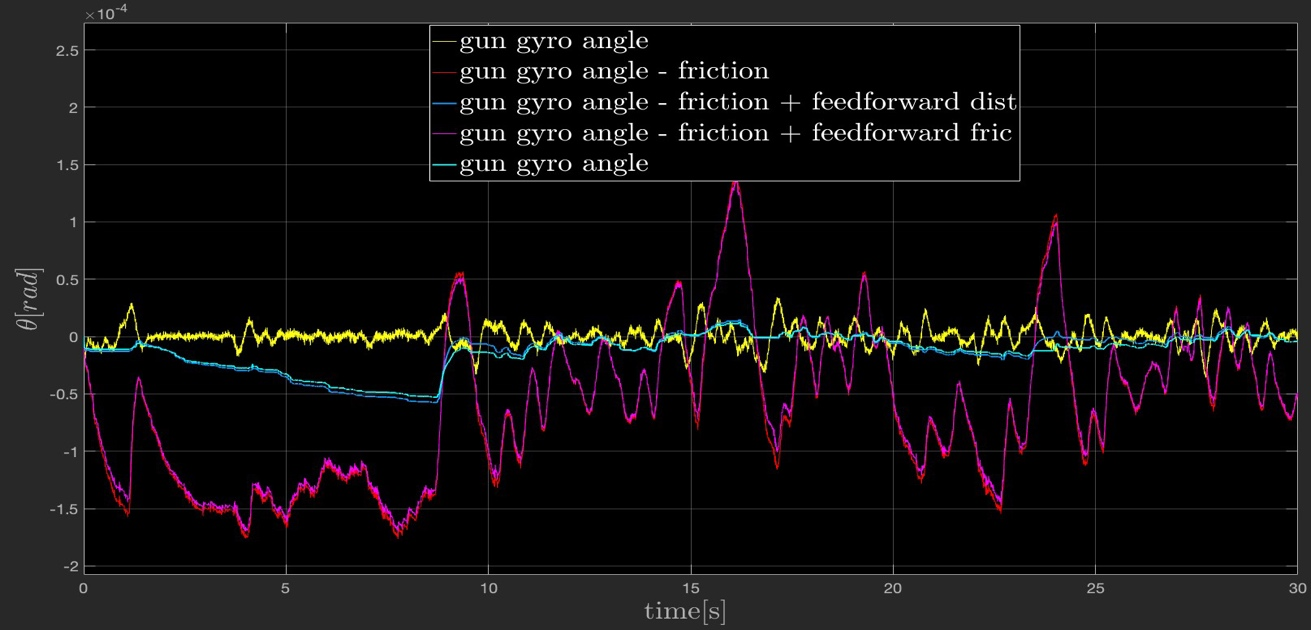 ×10-4
2.5
2
1.5
1
0.5
0
-0.5
-1
-1.5
-2
θ[rad]
gun gyro angle
gun gyro angle - friction
gun gyro angle - friction + feedforward dist
gun gyro angle - friction + feedforward fric
gun gyro angle
0 5 10 15 20 25 30
time[s]